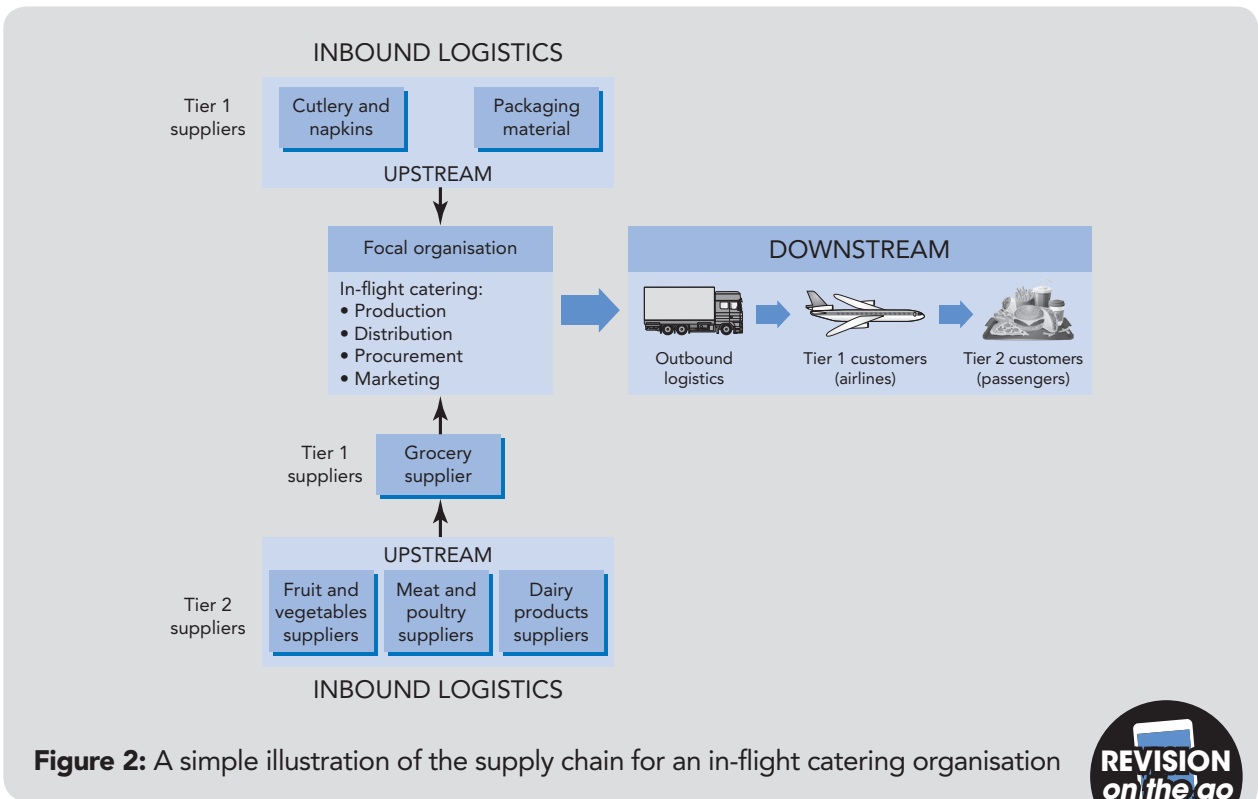 INBOUND LOGISTICS
Tier 1
suppliers
Cutlery and
napkins
Packaging
material
UPSTREAM
Focal organisation
In-flight catering:
• Production
• Distribution
• Procurement
• Marketing
DOWNSTREAM
Outbound
logistics
Tier 1 customers
(airlines)
Tier 2 customers
(passengers)
Tier 1
suppliers
Grocery
supplier
UPSTREAM
Tier 2
suppliers
Fruit and
vegetables
suppliers
Meat and
poultry
suppliers
Dairy
products
suppliers
INBOUND LOGISTICS
Figure 2: A simple illustration of the supply chain for an in-flight catering organisation
REVISION
on the go